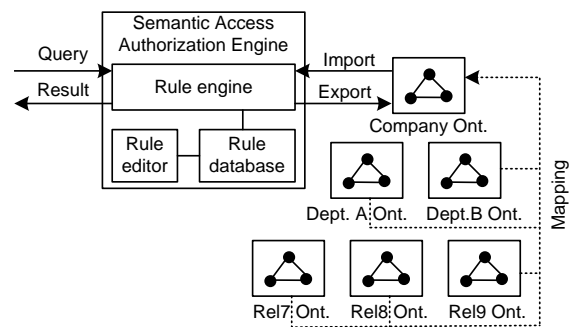 Semantic Access
Authorization Engine
Query
Result
Rule engine
Import
Export
Rule
editor
Rule
database
Company Ont.
Dept. A Ont.
Dept.B Ont.
Mapping
Rel7 Ont.
Rel8 Ont.
Rel9 Ont.